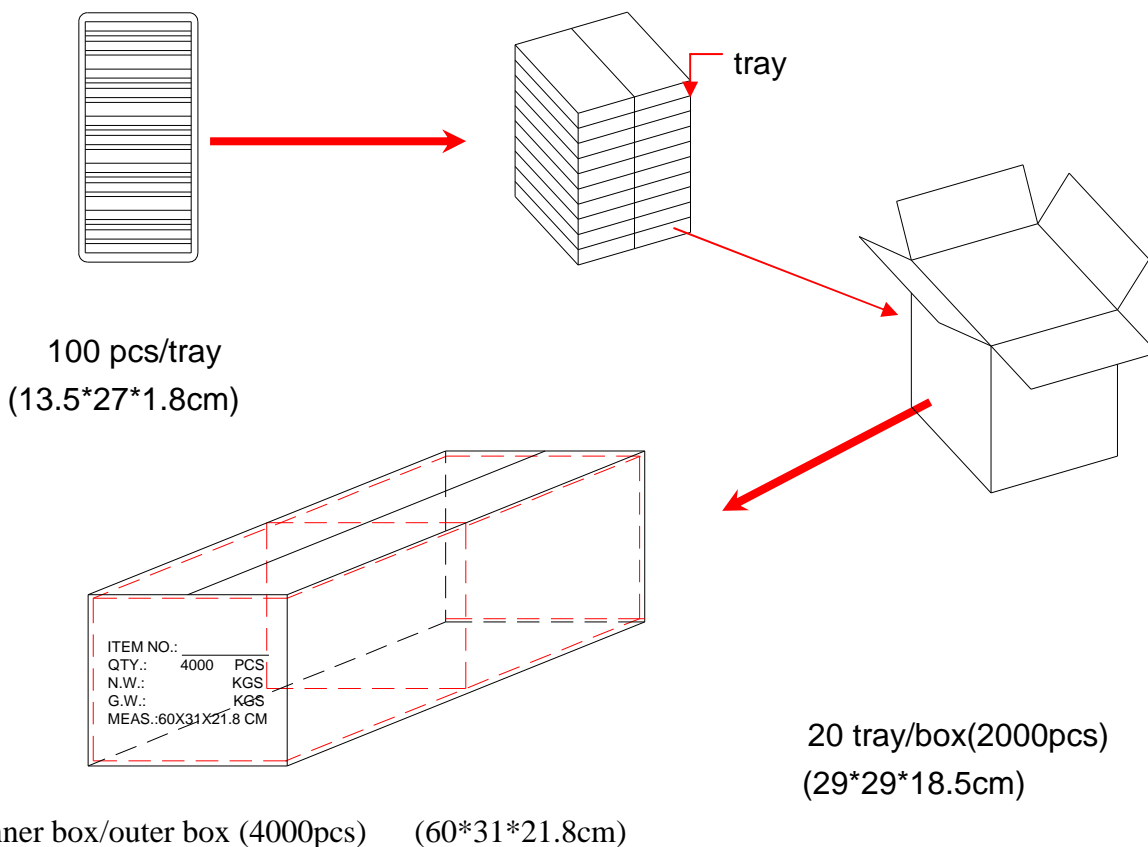 tray
100 pcs/tray
(13.5*27*1.8cm)
ITEM NO.:
QTY.: 4000 PCS
N.W.: KGS
G.W.: KGS
MEAS.:60X31X21.8 CM
20 tray/box(2000pcs)
(29*29*18.5cm)
box/outer box (4000pcs) (60*31*21.8cm)